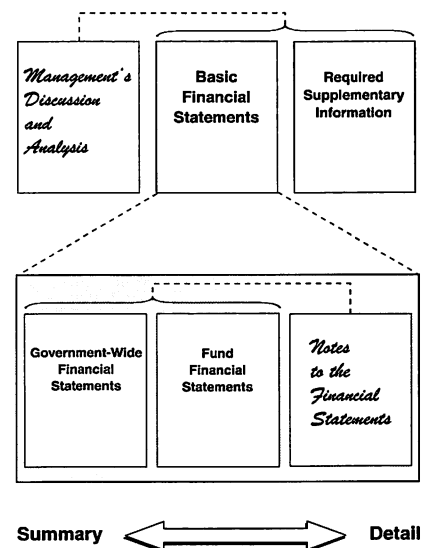 Management's
Discussion
and
Analysis
Basic
Financial
Statements
Required
Supplementary
Information
Government-Wide
Financial
Statements
Fund
Financial
Statements
Notes
to the
Financial
Statements
Summary
Detail